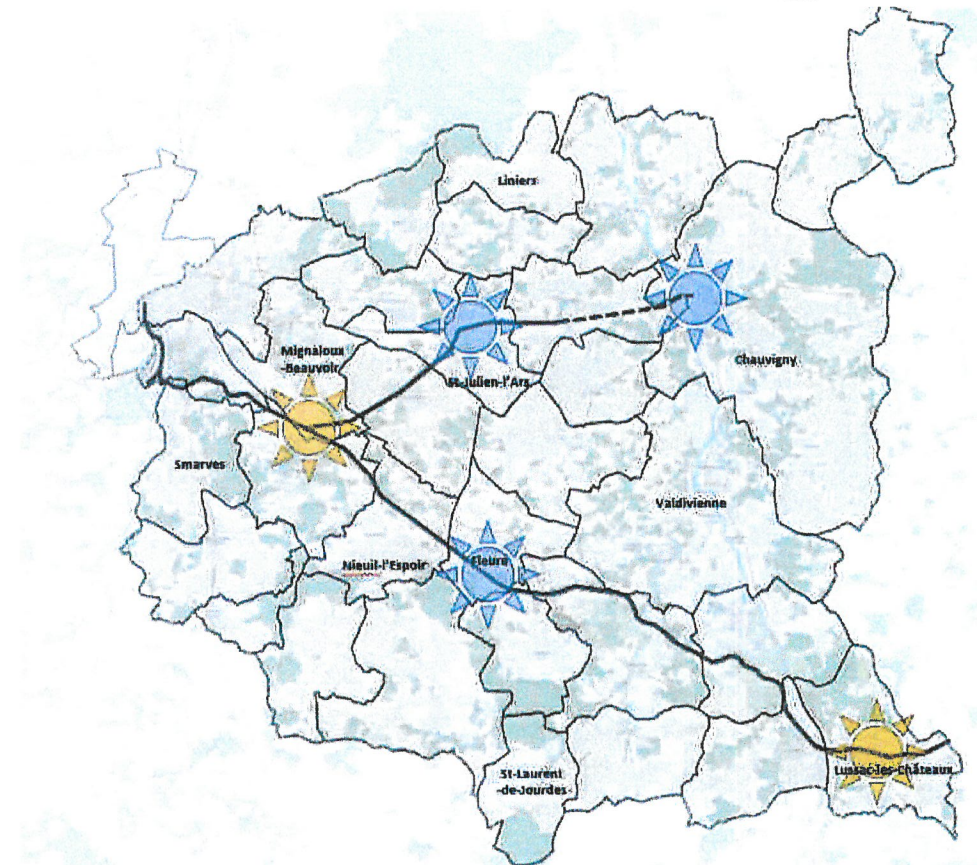 Liniers
Mignaloux
-Beauvoir
Chauvigny
St-Julien-l'Ars
Smarves
Valdivienne
Fleuré
Nieuil-l'Espoir
St-Laurent
-de-Jourdes
Lussac-les-Châteaux